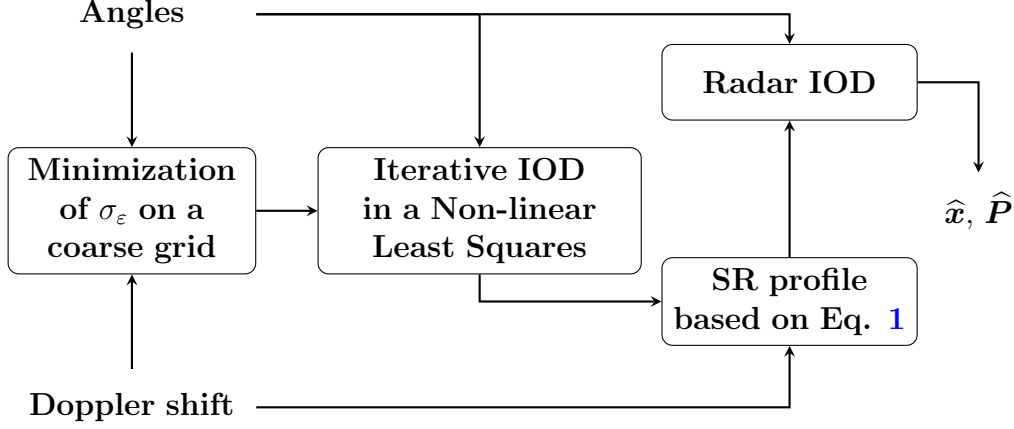 Angles
Radar IOD
Minimization
of σε on a
coarse grid
Iterative IOD
in a Non-linear
Least Squares
x̂, P̂
SR profile
based on Eq. 1
Doppler shift